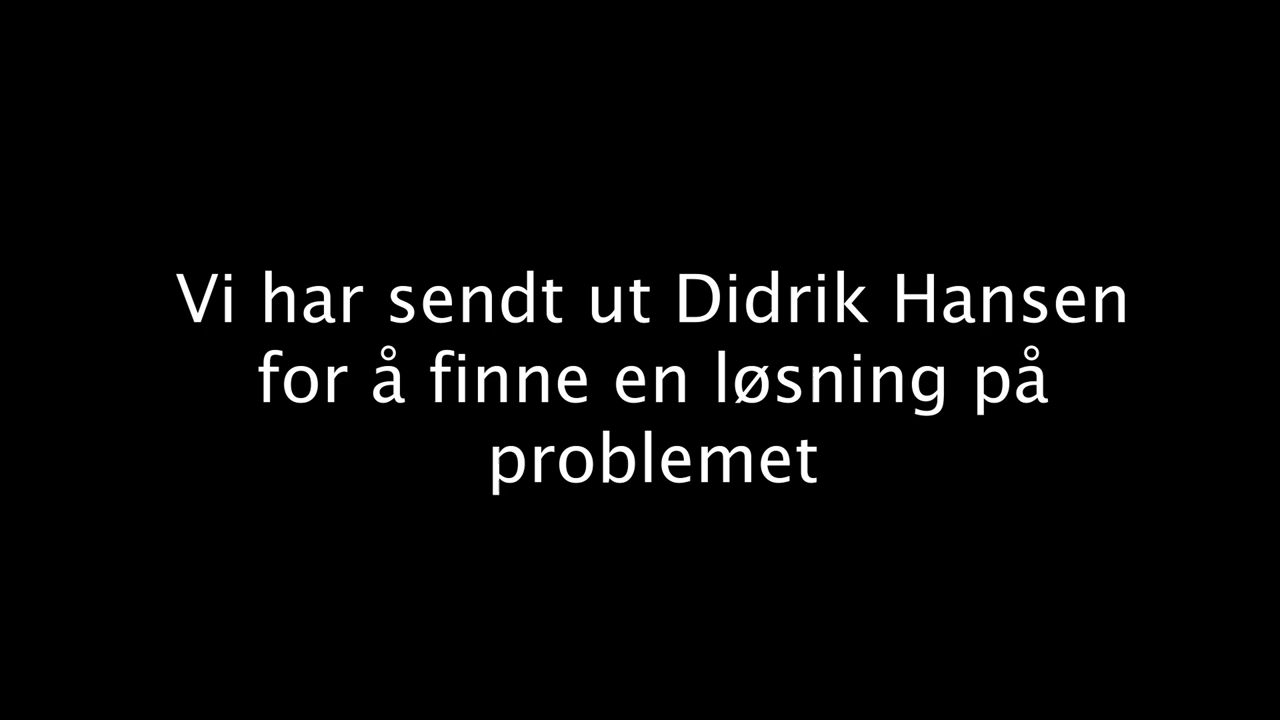 Vi har sendt ut Didrik Hansen
for å finne en løsning på
problemet